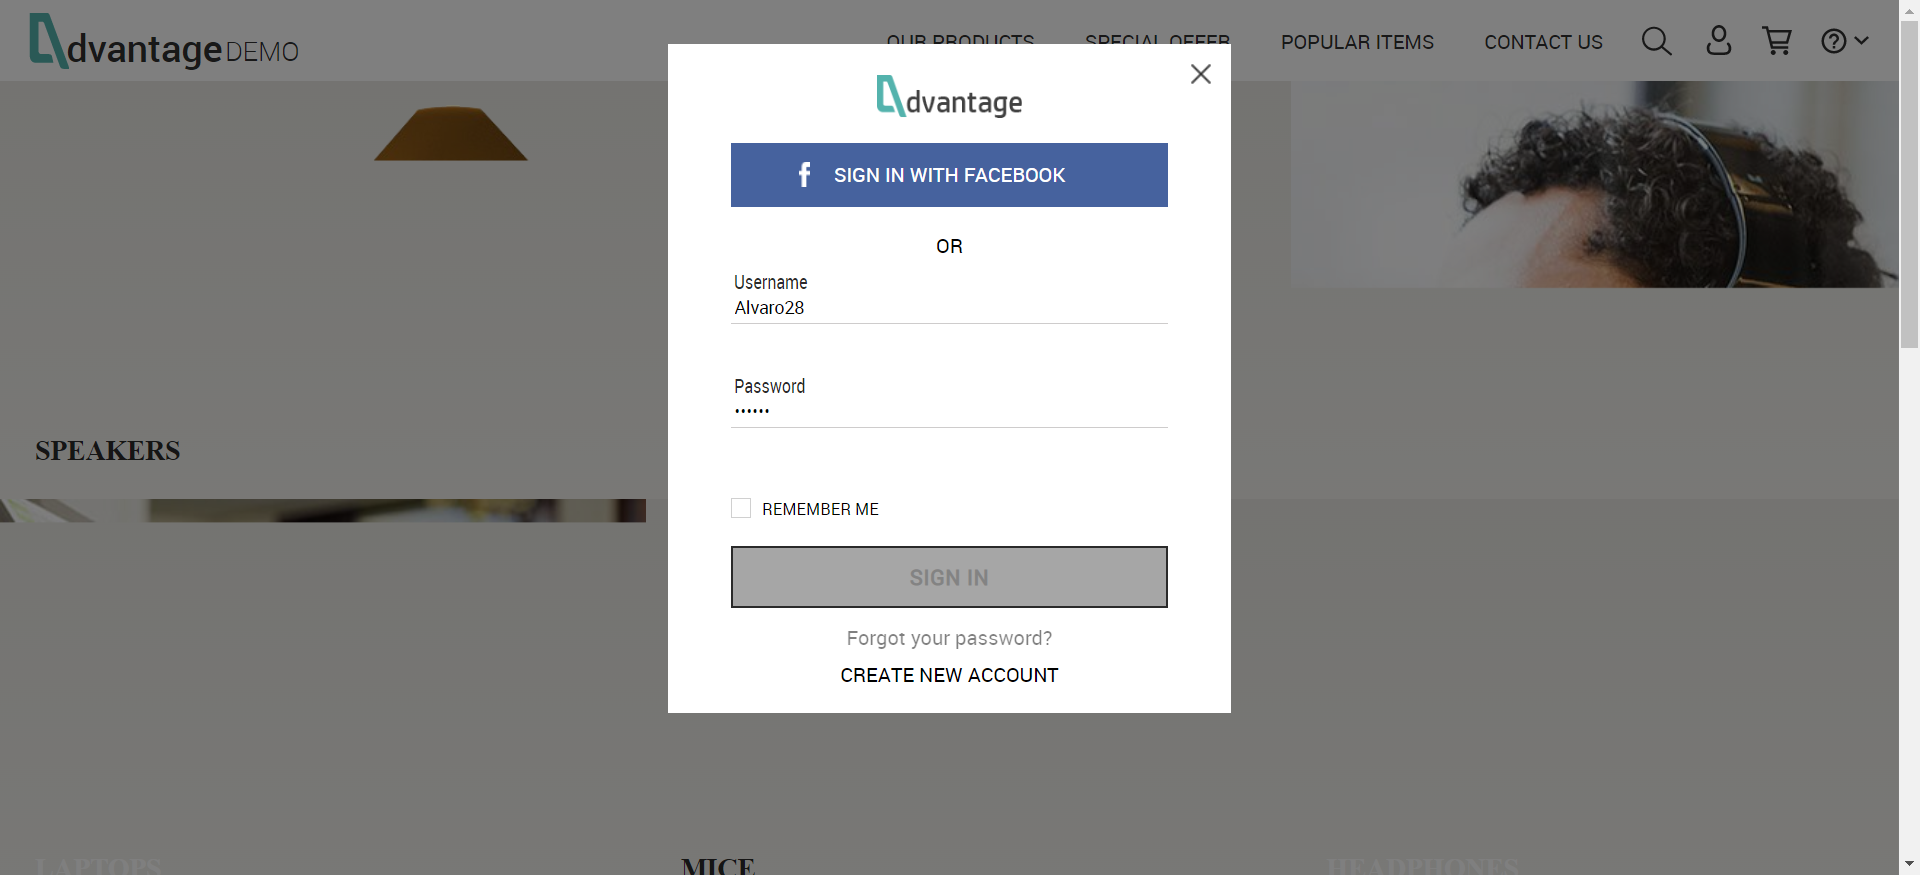 dvantage DEMO
OUR PRODUCTS
SPECIAL OFFER
POPULAR ITEMS
CONTACT US
dvantage
SIGN IN WITH FACEBOOK
OR
Username
Alvaro28
Password
••••••
REMEMBER ME
SIGN IN
Forgot your password?
CREATE NEW ACCOUNT
SPEAKERS
LAPTOPS
MICE
HEADPHONES